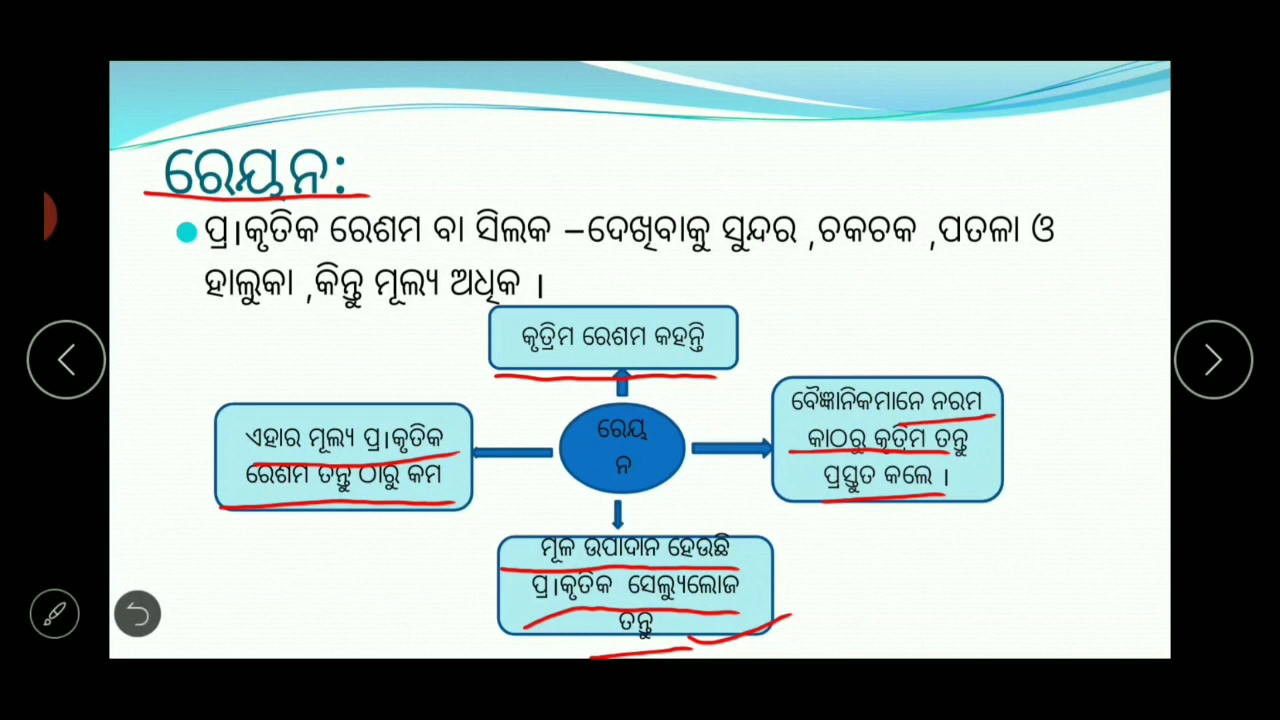 ରେୟନ:
ପ୍ରାକୃତିକ ରେଶମ ବା ସିଲକ –ଦେଖିବାକୁ ସୁନ୍ଦର ,ଚକଚକ ,ପତଳା ଓ
ହାଲୁକା ,କିନ୍ତୁ ମୂଲ୍ୟ ଅଧିକ ।
କୃତ୍ରିମ ରେଶମ କହନ୍ତି
ଏହାର ମୂଲ୍ୟ ପ୍ରାକୃତିକ
ରେଶମ ତନ୍ତୁ ଠାରୁ କମ
ରେୟ
ନ
ବୈଜ୍ଞାନିକମାନେ ନରମ
କାଠରୁ କୃତ୍ରିମ ତନ୍ତୁ
ପ୍ରସ୍ତୁତ କଲେ ।
ମୂଳ ଉପାଦାନ ହେଉଛି
ପ୍ରାକୃତିକ ସେଲ୍ୟୁଲୋଜ
ତନ୍ତୁ